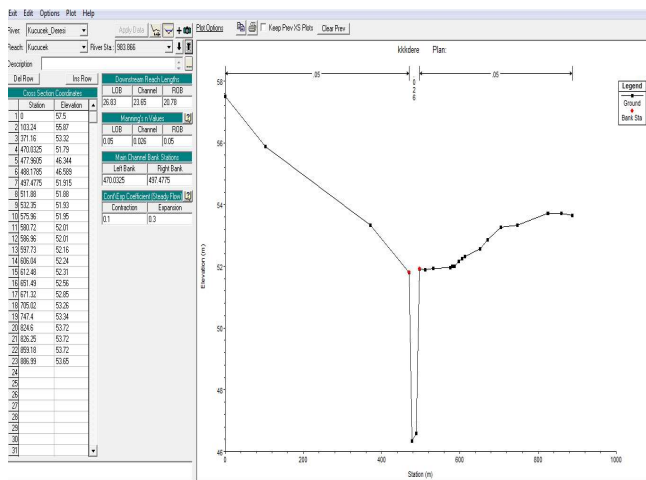 Exit Edit Options Plot Help
River: Kucucek_Deresi Apply Data Plot Options Keep Prev XS Plots Clear Prev
Reach: Kucucek River Sta.: 983.866
Description
Del Row Ins Row
Cross Section Coordinates
Station Elevation
1 0 57.5
2 103.24 55.87
3 371.16 53.32
4 470.0325 51.79
5 477.9605 46.344
6 488.1785 46.589
7 497.4775 51.915
8 511.88 51.88
9 532.35 51.93
10 575.96 51.95
11 580.72 52.01
12 586.96 52.01
13 597.73 52.16
14 606.04 52.24
15 612.48 52.31
16 651.49 52.56
17 671.32 52.85
18 705.02 53.26
19 747.4 53.34
20 824.6 53.72
21 826.25 53.72
22 859.18 53.72
23 886.99 53.65
24
25
26
27
28
29
30
31
Downstream Reach Lengths
LOB Channel ROB
26.83 23.65 20.78
Manning's n Values
LOB Channel ROB
0.05 0.026 0.05
Main Channel Bank Stations
Left Bank Right Bank
470.0325 497.4775
Cont\Exp Coefficient (Steady Flow)
Contraction Expansion
0.1 0.3
kkkdere Plan:
.05
.026
.05
Legend
Ground
Bank Sta
Elevation (m)
58
56
54
52
50
48
46
0 200 400 600 800 1000
Station (m)